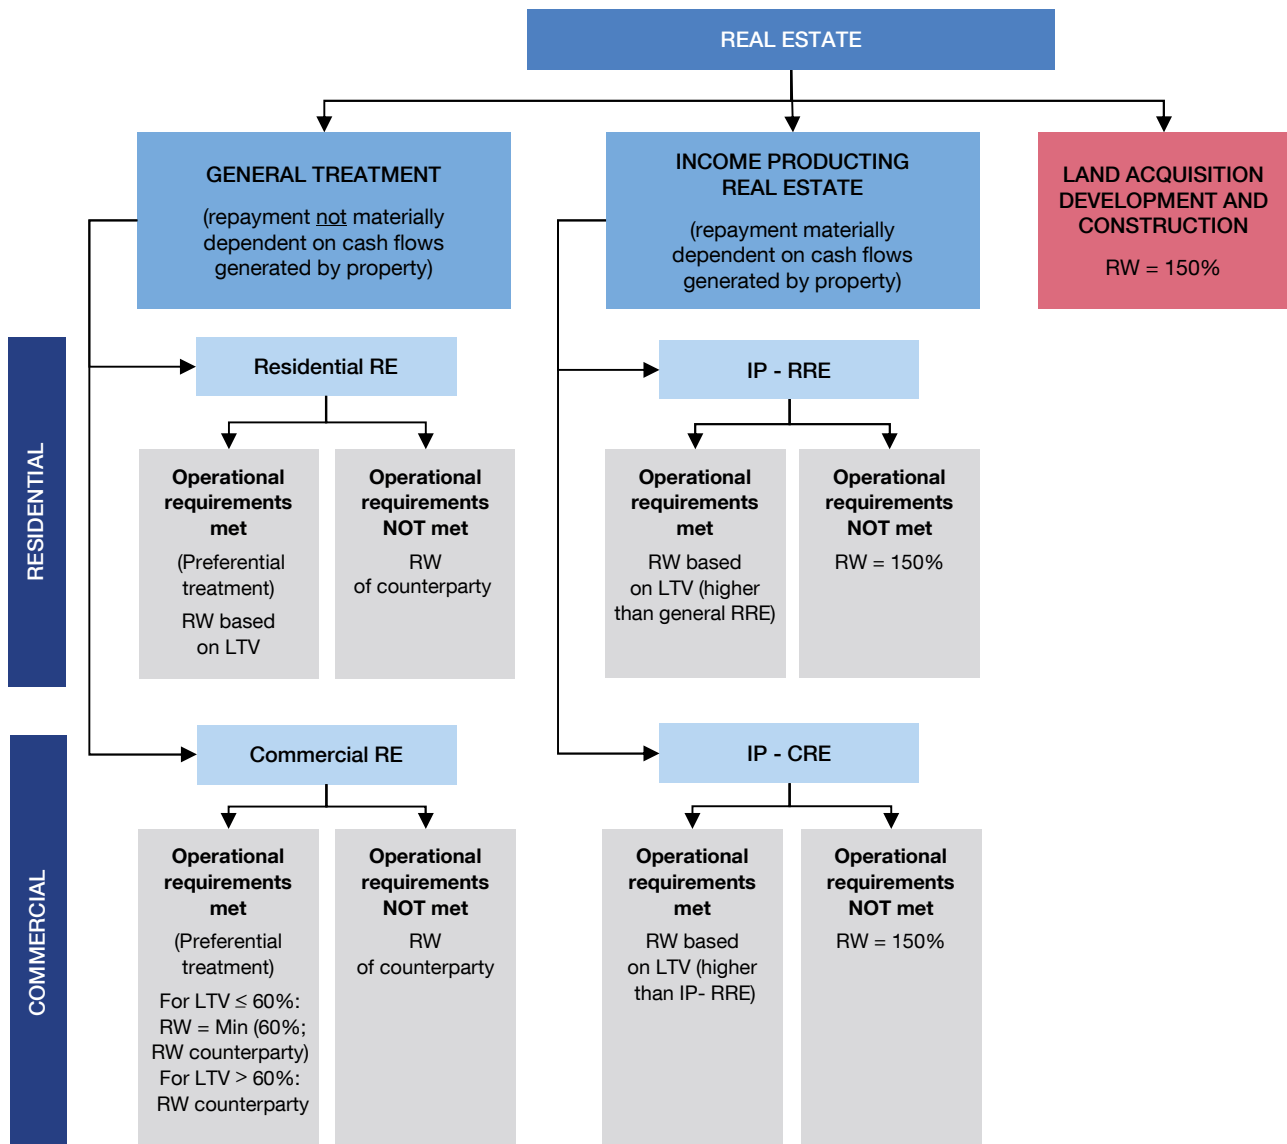 REAL ESTATE
GENERAL TREATMENT
(repayment not materially
dependent on cash flows
generated by property)
INCOME PRODUCTING
REAL ESTATE
(repayment materially
dependent on cash flows
generated by property)
LAND ACQUISITION
DEVELOPMENT AND
CONSTRUCTION
RW = 150%
RESIDENTIAL
Residential RE
Operational
requirements
met
(Preferential
treatment)
RW based
on LTV
Operational
requirements
NOT met
RW
of counterparty
IP - RRE
Operational
requirements
met
RW based
on LTV (higher
than general RRE)
Operational
requirements
NOT met
RW = 150%
COMMERCIAL
Commercial RE
Operational
requirements
met
(Preferential
treatment)
For LTV ≤ 60%:
RW = Min (60%;
RW counterparty)
For LTV > 60%:
RW counterparty
Operational
requirements
NOT met
RW
of counterparty
IP - CRE
Operational
requirements
met
RW based
on LTV (higher
than IP- RRE)
Operational
requirements
NOT met
RW = 150%